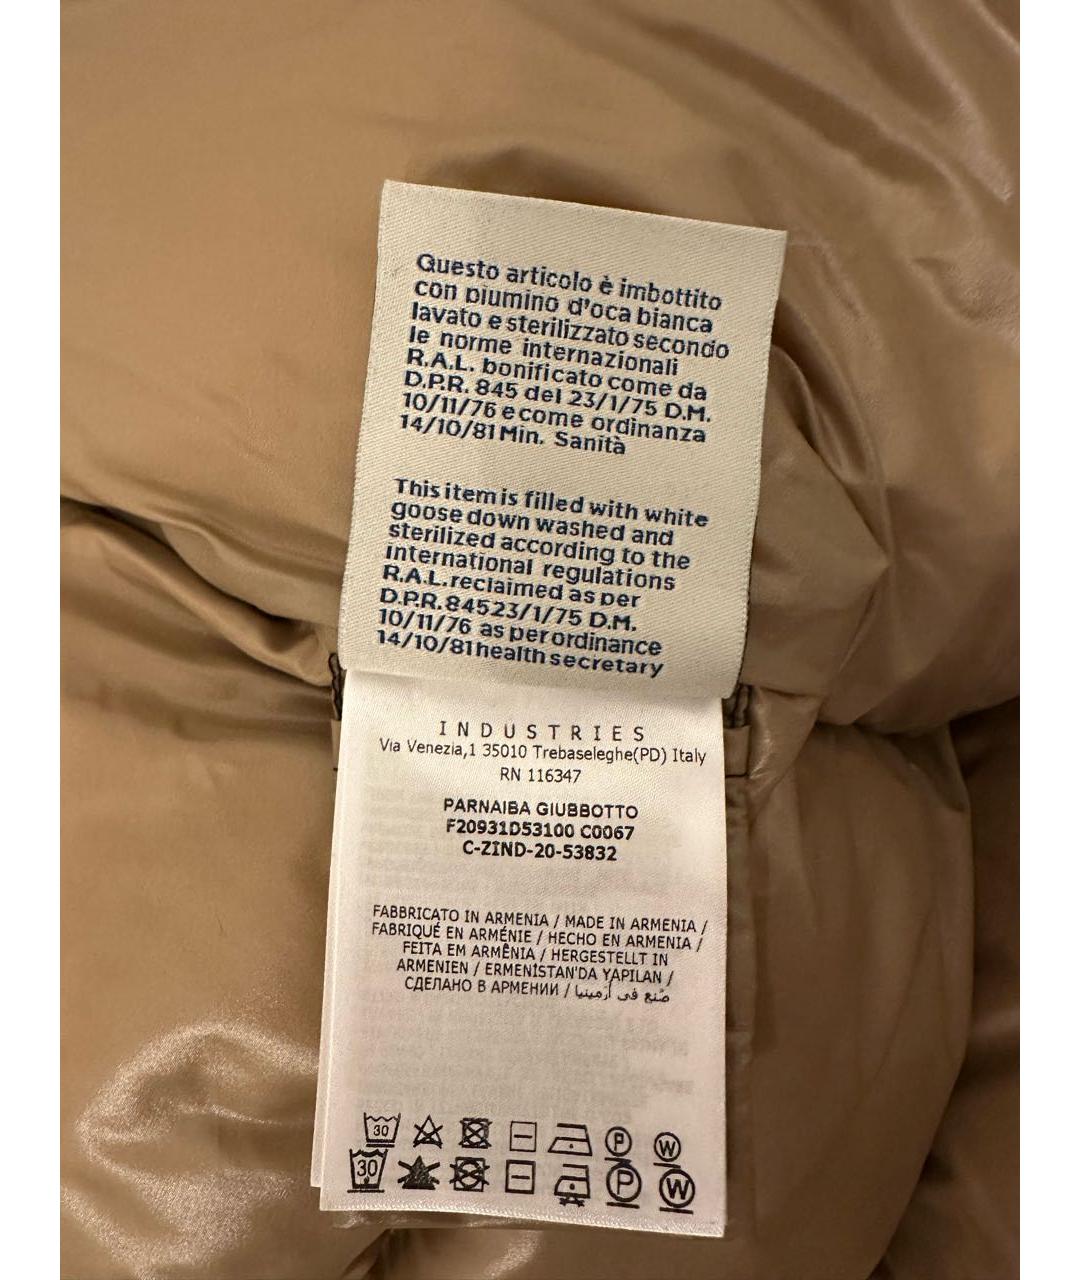 Questo articolo è imbottito
con piumino d'oca bianca
lavato e sterilizzato secondo
le norme internazionali
R.A.L. bonificato come da
D.P.R. 845 del 23/1/75 D.M.
10/11/76 e come ordinanza
14/10/81 Min. Sanità
This item is filled with white
goose down washed and
sterilized according to the
international regulations
R.A.L. reclaimed as per
D.P.R. 84523/1/75 D.M.
10/11/76 as per ordinance
14/10/81 health secretary
INDUSTRIES
Via Venezia,1 35010 Trebaseleghe(PD) Italy
RN 116347
PARNAIBA GIUBBOTTO
F20931D53100 C0067
C-ZIND-20-53832
FABBRICATO IN ARMENIA / MADE IN ARMENIA /
FABRIQUÉ EN ARMÉNIE / HECHO EN ARMENIA /
FEITA EM ARMÊNIA / HERGESTELLT IN
ARMENIEN / ERMENİSTAN'DA YAPILAN /
СДЕЛАНО В АРМЕНИИ / صُنع في أرمينيا
30 P W
30 P W